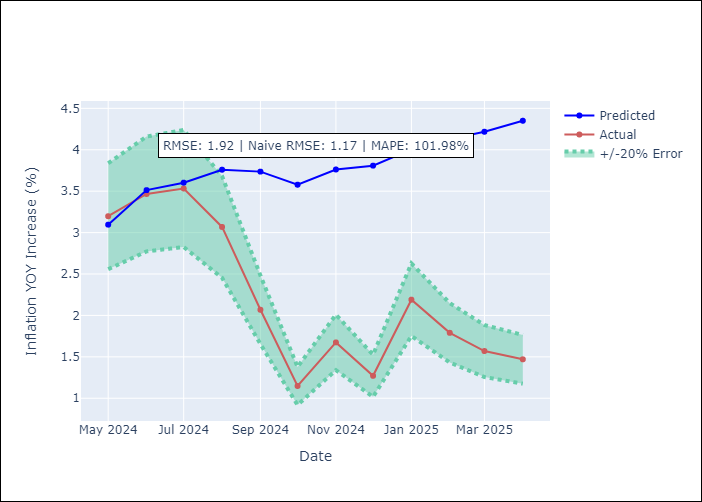 RMSE: 1.92 | Naive RMSE: 1.17 | MAPE: 101.98%
Predicted
Actual
+/-20% Error
Inflation YOY Increase (%)
4.5
4
3.5
3
2.5
2
1.5
1
May 2024
Jul 2024
Sep 2024
Nov 2024
Jan 2025
Mar 2025
Date